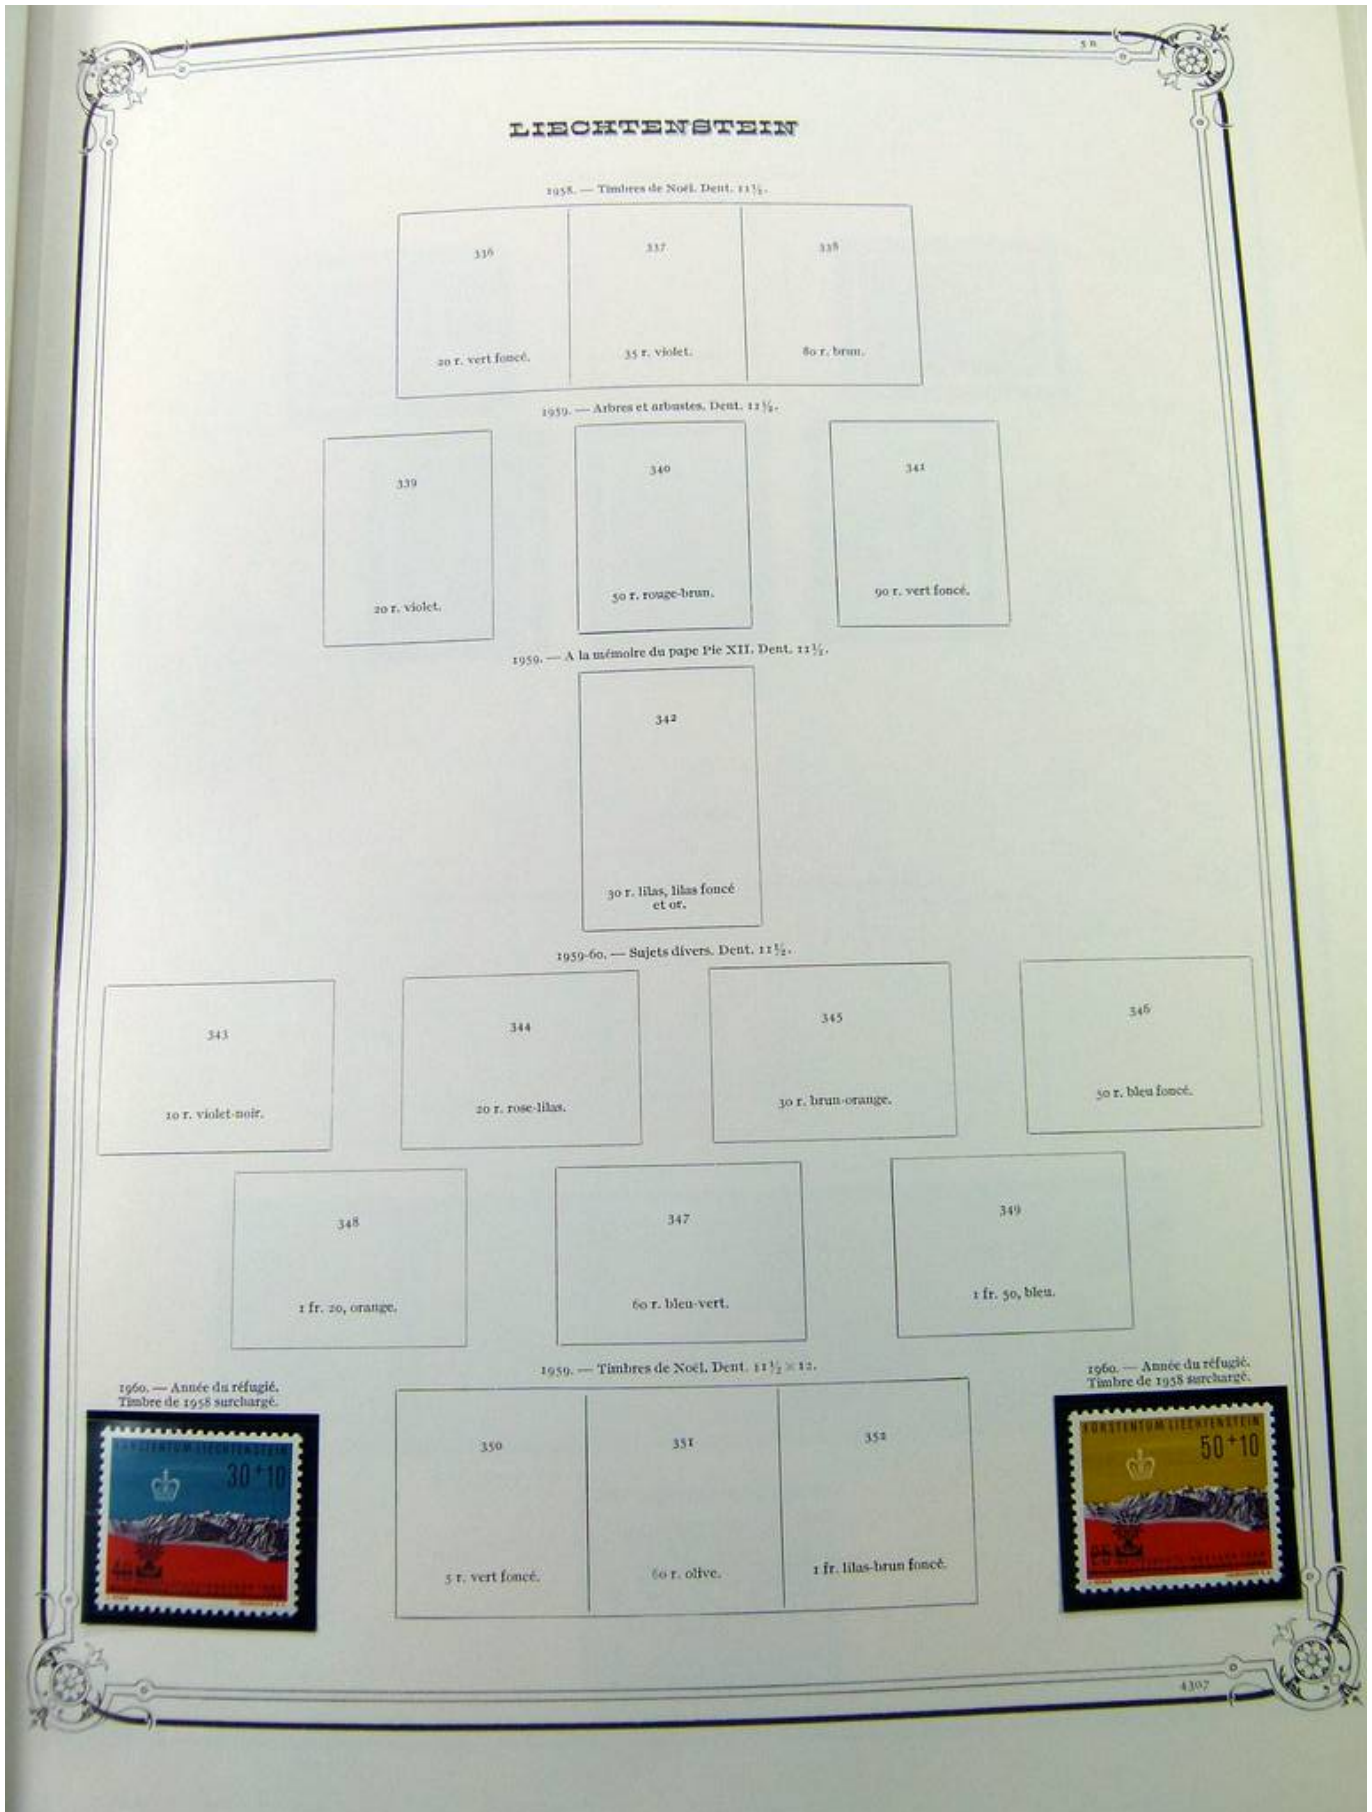 LIECHTENSTEIN
1958. — Timbres de Noël. Dent. 11½.
336
337
338
20 r. vert foncé.
35 r. violet.
80 r. brun.
1959. — Arbres et arbustes. Dent. 11½.
339
340
341
20 r. violet.
50 r. rouge-brun.
90 r. vert foncé.
1959. — A la mémoire du pape Pie XII. Dent. 11½.
342
30 r. lilas, lilas foncé
et or.
1959-60. — Sujets divers. Dent. 11½.
343
344
345
346
10 r. violet-noir.
20 r. rose-lilas.
30 r. brun-orange.
50 r. bleu foncé.
348
347
349
1 fr. 20, orange.
60 r. bleu-vert.
1 fr. 50, bleu.
1959. — Timbres de Noël. Dent. 11½ × 12.
350
351
352
5 r. vert foncé.
60 r. olive.
1 fr. lilas-brun foncé.
1960. — Année du réfugié.
Timbre de 1958 surchargé.
FÜRSTENTUM LIECHTENSTEIN
30+10
1960. — Année du réfugié.
Timbre de 1958 surchargé.
FÜRSTENTUM LIECHTENSTEIN
50+10
4307